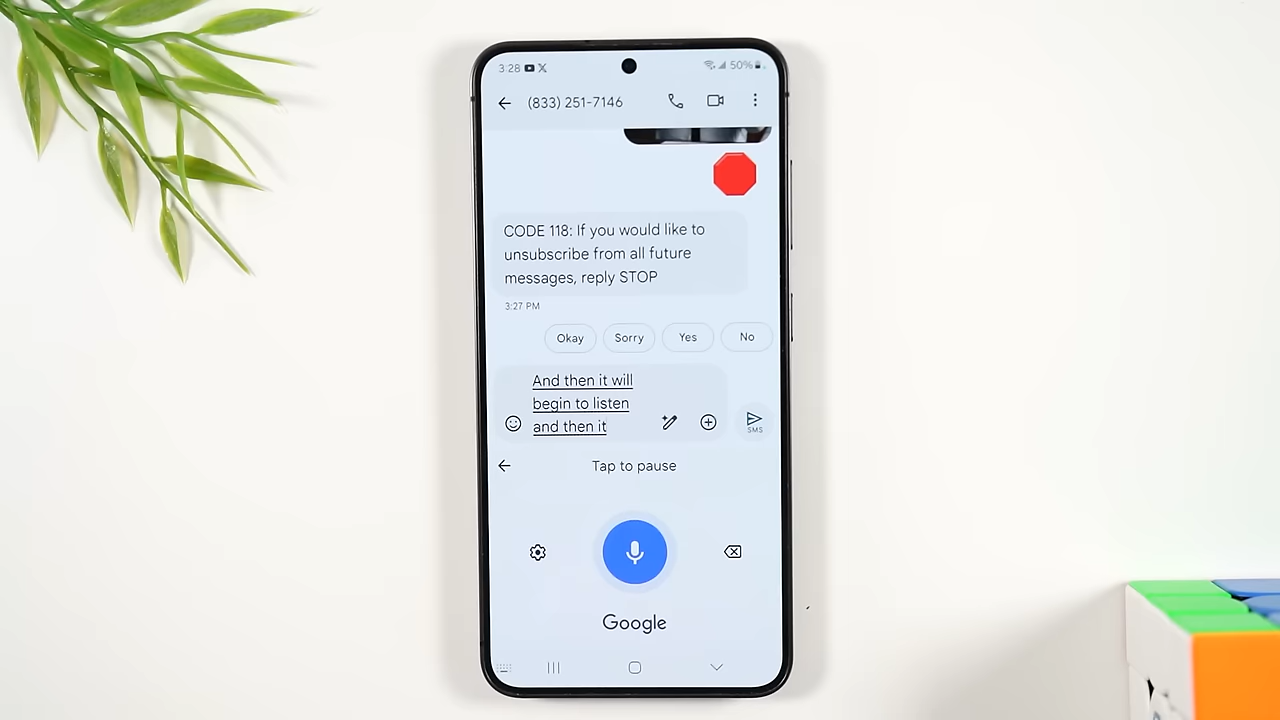 3:28
50%
(833) 251-7146
CODE 118: If you would like to
unsubscribe from all future
messages, reply STOP
3:27 PM
Okay Sorry Yes No
And then it will
begin to listen
and then it
SMS
Tap to pause
Google